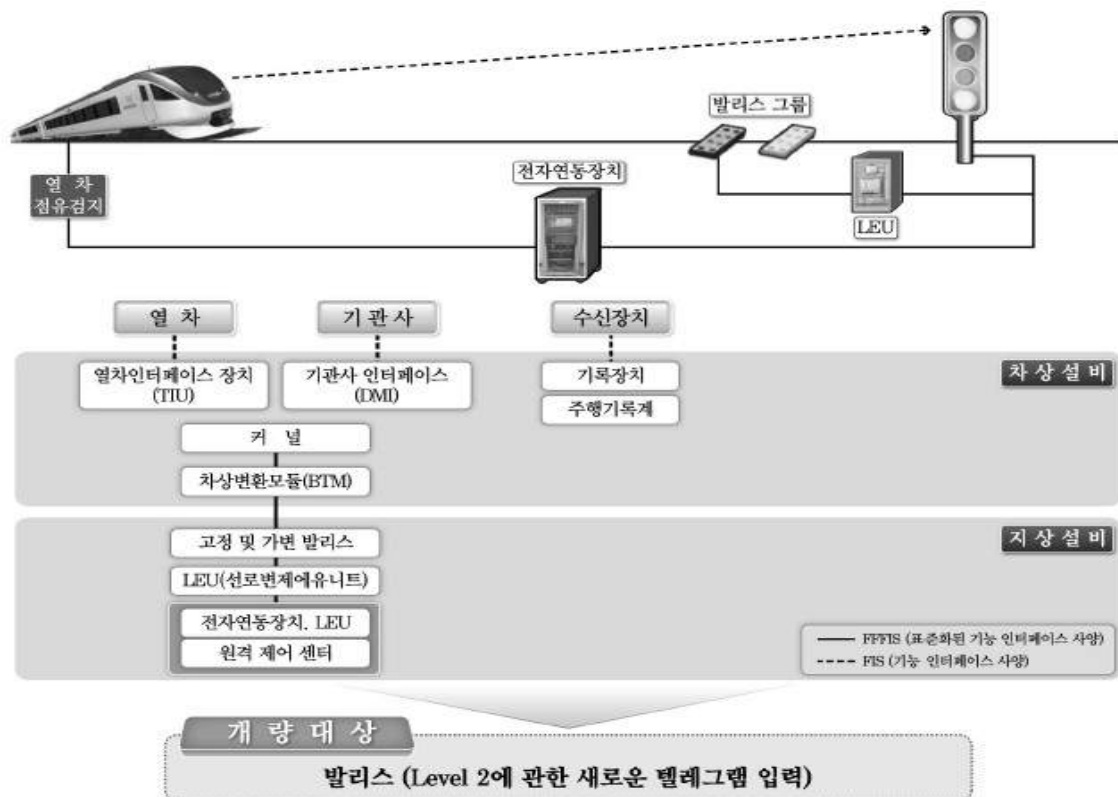 발리스 그룹
열 차
점유검지
전자연동장치
LEU
열 차
기 관 사
수신장치
열차인터페이스 장치
(TIU)
기관사 인터페이스
(DMI)
기록장치
차 상 설 비
주행기록계
커 널
차상변환모듈(BTM)
고정 및 가변 발리스
지 상 설 비
LEU(선로변제에유니트)
전자연동장치, LEU
원격 제어 센터
FFFIS (표준화된 기능 인터페이스 사양)
FIS (기능 인터페이스 사양)
개 량 대 상
발리스 (Level 2에 관한 새로운 텔레그램 입력)